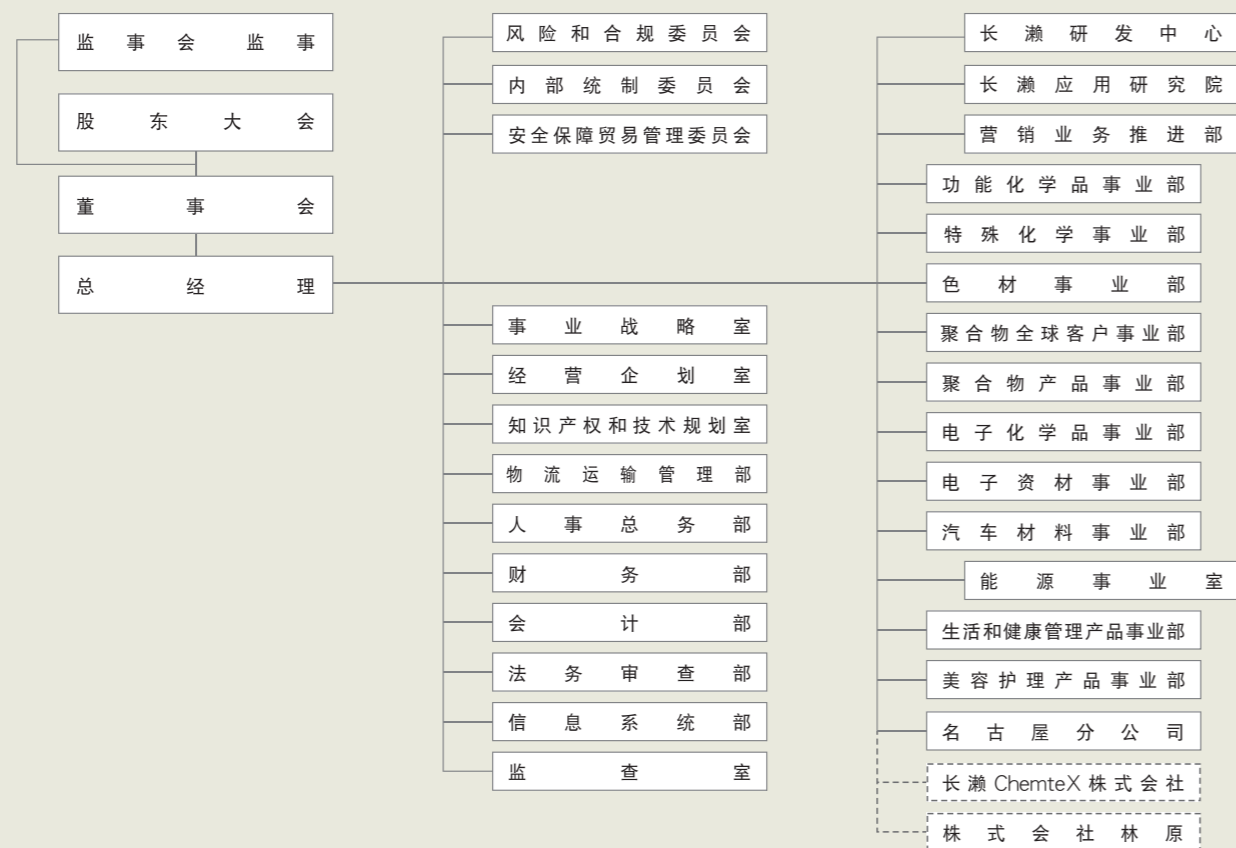 监事会 监事
股东大会
董事会
总经理
风险和合规委员会
内部统制委员会
安全保障贸易管理委员会
事业战略室
经营企划室
知识产权和技术规划室
物流运输管理部
人事总务部
财务部
会计部
法务审查部
信息系统部
监查室
长濑研发中心
长濑应用研究院
营销业务推进部
功能化学品事业部
特殊化学事业部
色材事业部
聚合物全球客户事业部
聚合物产品事业部
电子化学品事业部
电子资材事业部
汽车材料事业部
能源事业室
生活和健康管理产品事业部
美容护理产品事业部
名古屋分公司
长濑 ChemteX 株式会社
株式会社林原